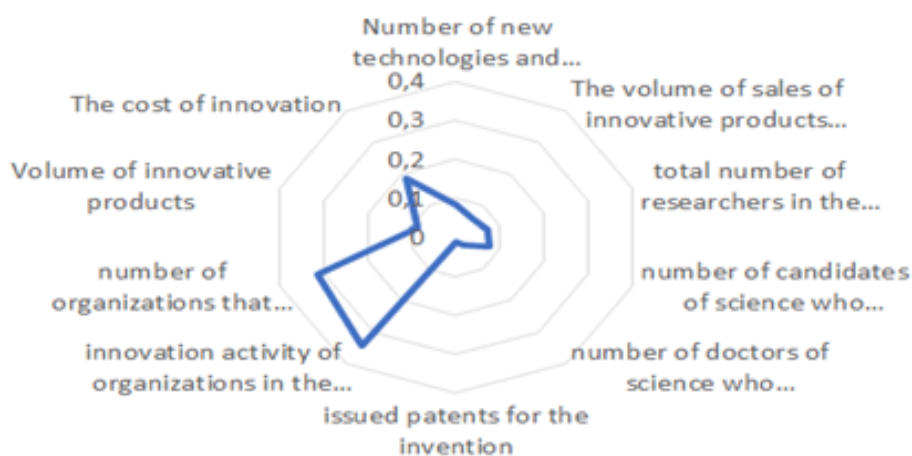 Number of new
technologies and...
The volume of sales of
innovative products...
total number of
researchers in the...
number of candidates
of science who...
number of doctors of
science who...
issued patents for the
invention
innovation activity of
organizations in the...
number of
organizations that...
Volume of innovative
products
The cost of innovation
0,4
0,3
0,2
0,1
0